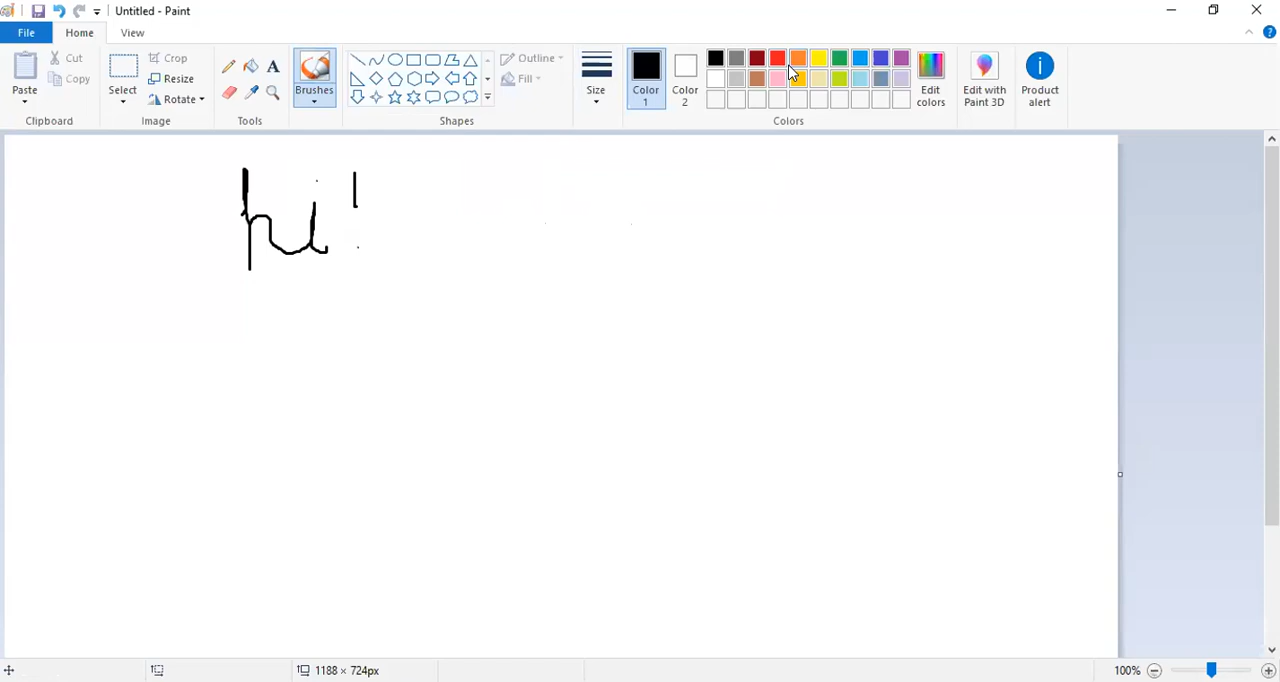 Untitled - Paint
File Home View
Paste Cut Copy
Clipboard
Select Crop Resize Rotate
Image
A
Tools
Brushes
Shapes
Outline Fill
Size
Color 1
Color 2
Colors
Edit colors
Edit with Paint 3D
Product alert
hi!
1188 × 724px
100%